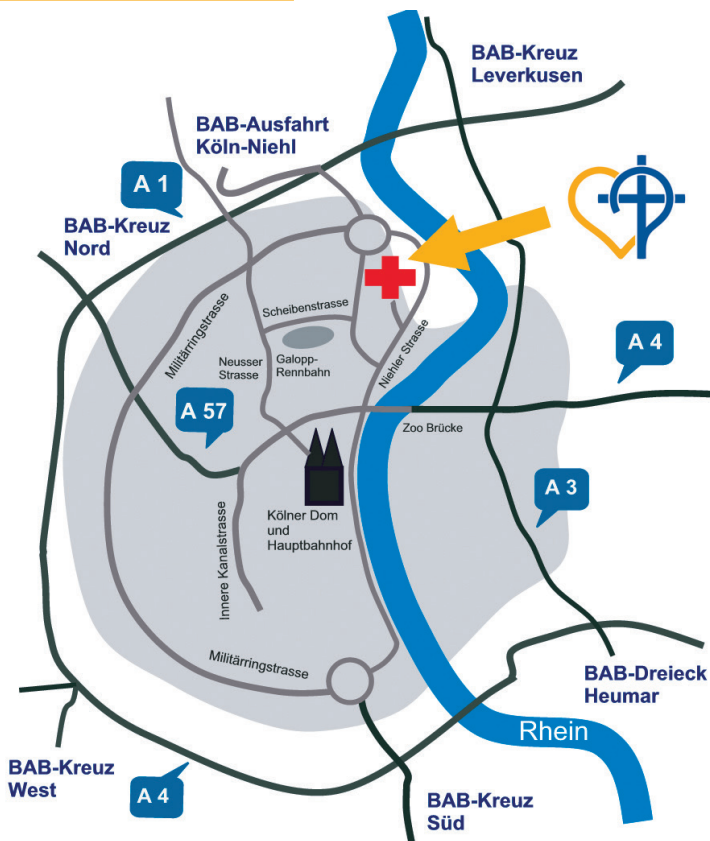 BAB-Kreuz
Leverkusen
BAB-Ausfahrt
Köln-Niehl
A 1
BAB-Kreuz
Nord
Militärringstrasse
Scheibenstrasse
Neusser
Strasse
Galopp-
Rennbahn
Niehler Strasse
A 4
A 57
Zoo Brücke
A 3
Kölner Dom
und
Hauptbahnhof
Innere Kanalstrasse
Militärringstrasse
BAB-Dreieck
Heumar
Rhein
BAB-Kreuz
West
A 4
BAB-Kreuz
Süd